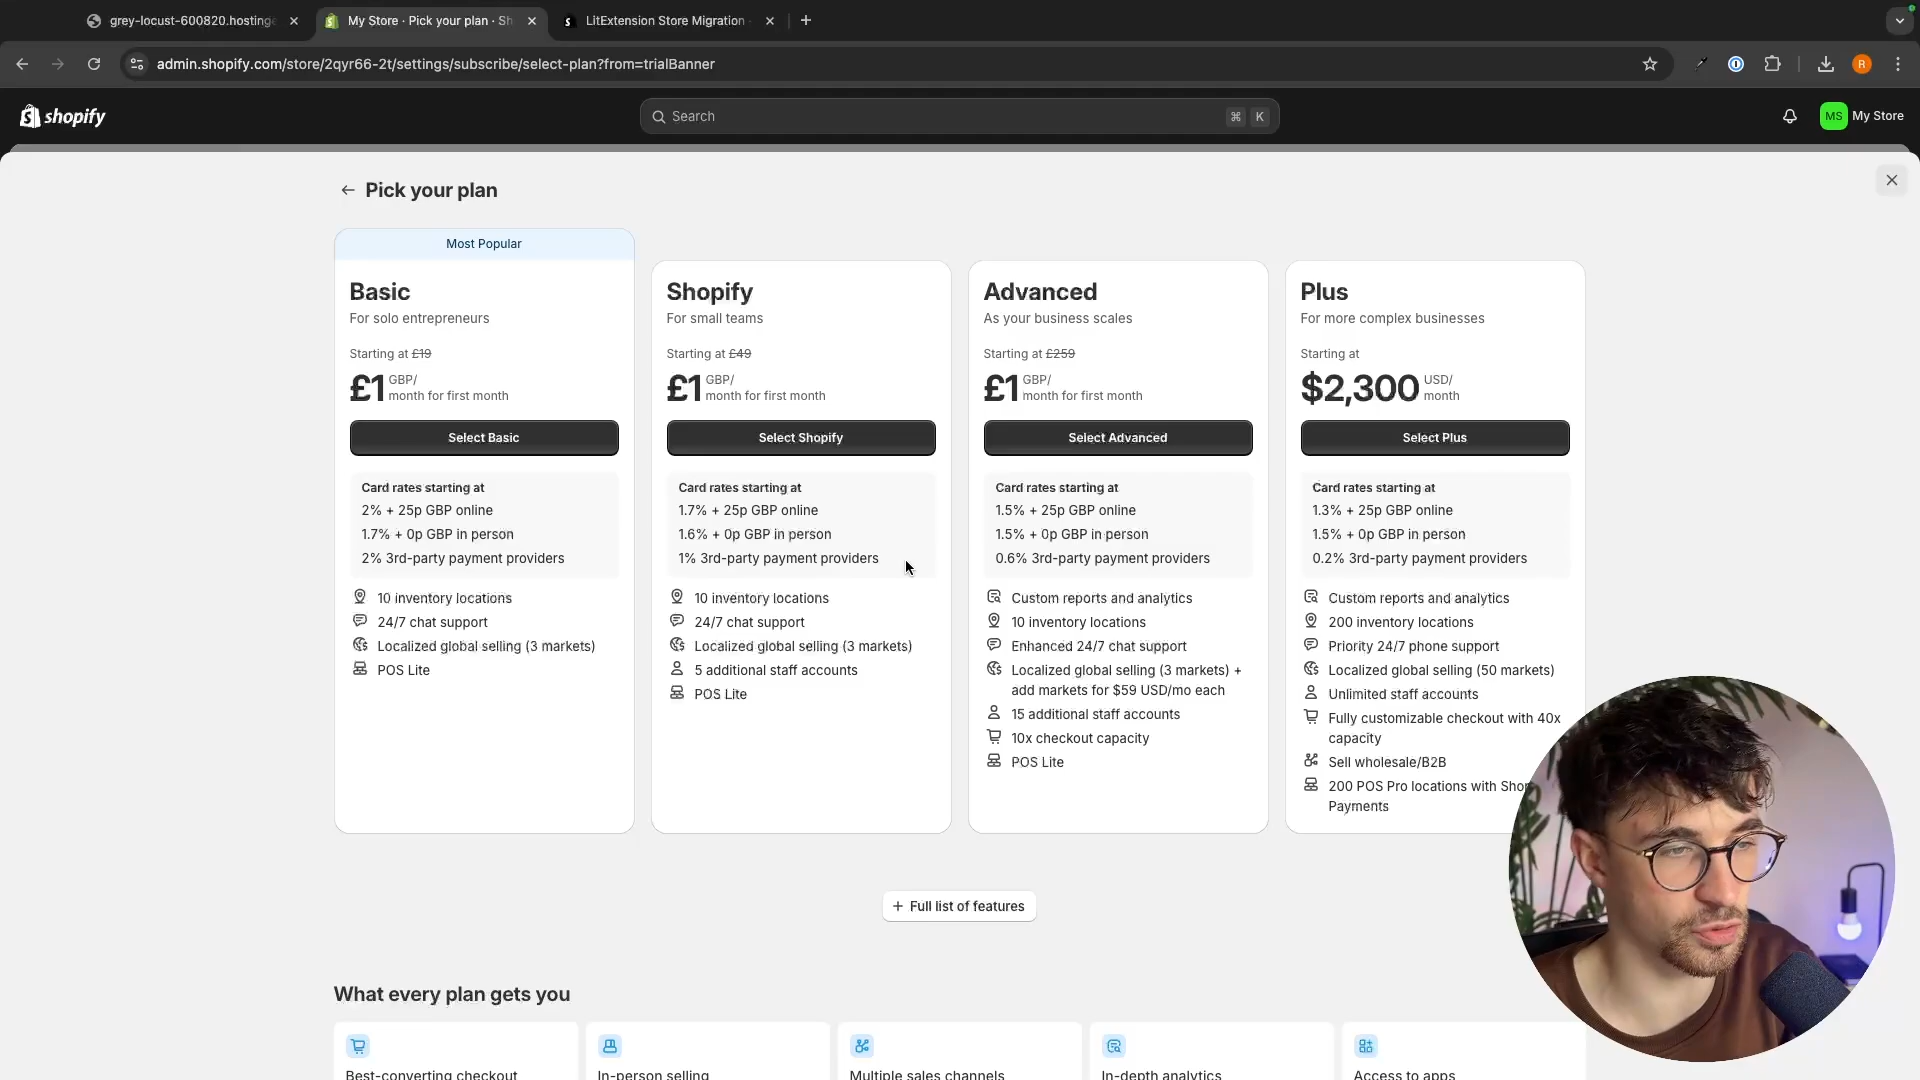 grey-locust-600820.hosting
My Store · Pick your plan · Sh
LitExtension Store Migration
admin.shopify.com/store/2qyr66-2t/settings/subscribe/select-plan?from=trialBanner
R
shopify
Search
⌘ K
MS My Store
Pick your plan
Most Popular
Basic
For solo entrepreneurs
Starting at £19
£1 GBP/
month for first month
Select Basic
Card rates starting at
2% + 25p GBP online
1.7% + 0p GBP in person
2% 3rd-party payment providers
10 inventory locations
24/7 chat support
Localized global selling (3 markets)
POS Lite
Shopify
For small teams
Starting at £49
£1 GBP/
month for first month
Select Shopify
Card rates starting at
1.7% + 25p GBP online
1.6% + 0p GBP in person
1% 3rd-party payment providers
10 inventory locations
24/7 chat support
Localized global selling (3 markets)
5 additional staff accounts
POS Lite
Advanced
As your business scales
Starting at £259
£1 GBP/
month for first month
Select Advanced
Card rates starting at
1.5% + 25p GBP online
1.5% + 0p GBP in person
0.6% 3rd-party payment providers
Custom reports and analytics
10 inventory locations
Enhanced 24/7 chat support
Localized global selling (3 markets) +
add markets for $59 USD/mo each
15 additional staff accounts
10x checkout capacity
POS Lite
Plus
For more complex businesses
Starting at
$2,300 USD/
month
Select Plus
Card rates starting at
1.3% + 25p GBP online
1.5% + 0p GBP in person
0.2% 3rd-party payment providers
Custom reports and analytics
200 inventory locations
Priority 24/7 phone support
Localized global selling (50 markets)
Unlimited staff accounts
Fully customizable checkout with 40x
capacity
Sell wholesale/B2B
200 POS Pro locations with Shop
Payments
+ Full list of features
What every plan gets you
Best-converting checkout
In-person selling
Multiple sales channels
In-depth analytics
Access to apps